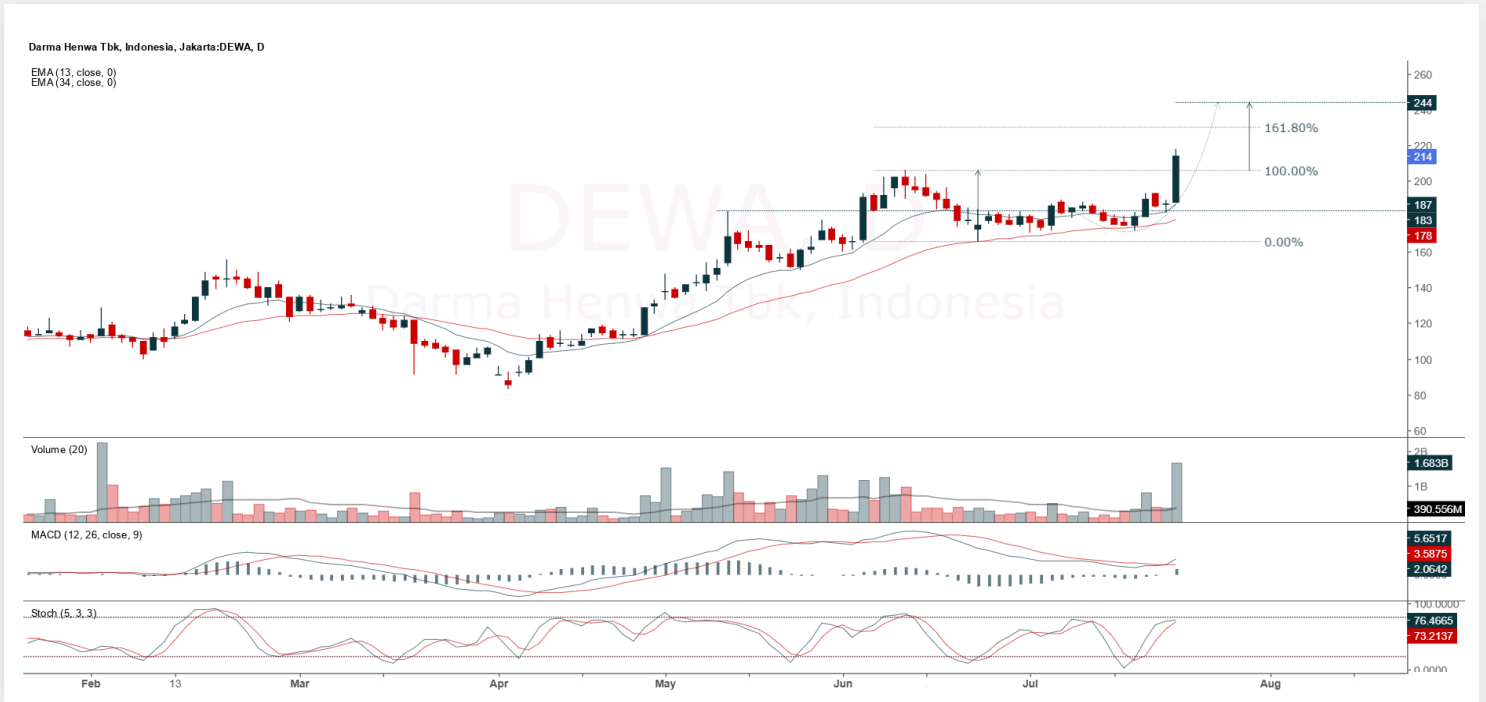 Darma Henwa Tbk, Indonesia, Jakarta:DEWA, D
EMA (13, close, 0)
EMA (34, close, 0)
DEWA, D
Darma Henwa Tbk, Indonesia
260
244
240
161.80%
220
214
100.00%
200
187
183
178
0.00%
160
140
120
100
80
60
Volume (20)
2B
1.683B
1B
390.556M
MACD (12, 26, close, 9)
5.6517
3.5875
2.0642
0.0000
Stoch (5, 3, 3)
100.0000
76.4665
73.2137
0.0000
Feb 13 Mar Apr May Jun Jul Aug